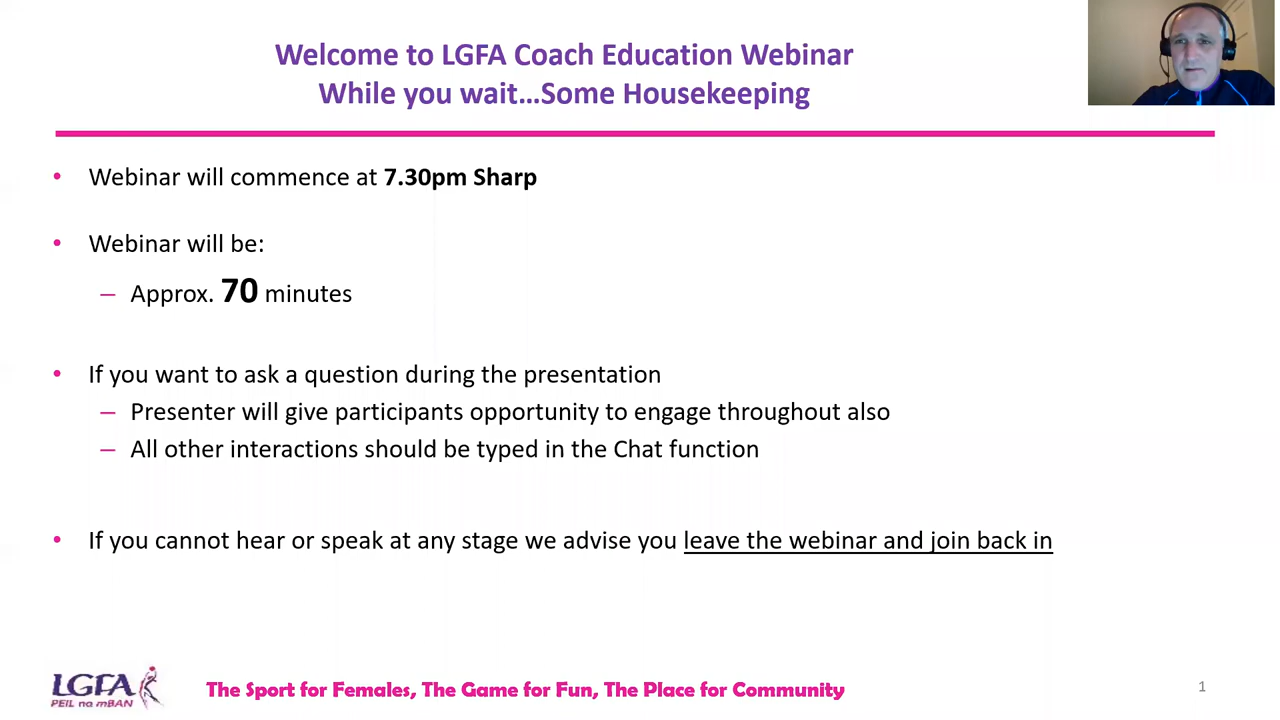 Welcome to LGFA Coach Education Webinar
While you wait…Some Housekeeping
• Webinar will commence at 7.30pm Sharp
• Webinar will be:
– Approx. 70 minutes
• If you want to ask a question during the presentation
– Presenter will give participants opportunity to engage throughout also
– All other interactions should be typed in the Chat function
• If you cannot hear or speak at any stage we advise you leave the webinar and join back in
LGFA
PEIL na mBAN
The Sport for Females, The Game for Fun, The Place for Community
1